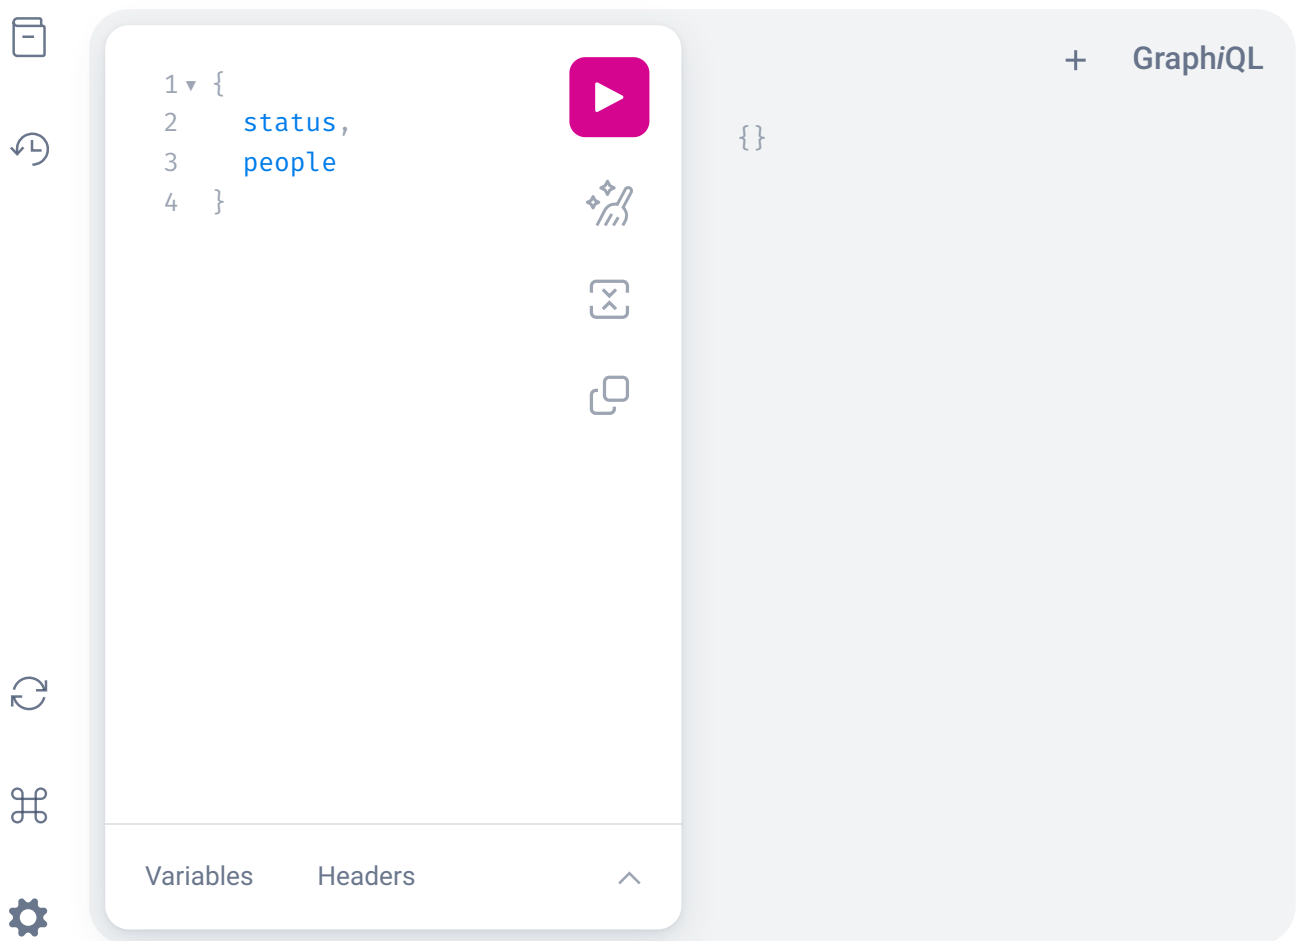 1 {
2 status,
3 people
4 }
Variables Headers
+ GraphiQL
{}